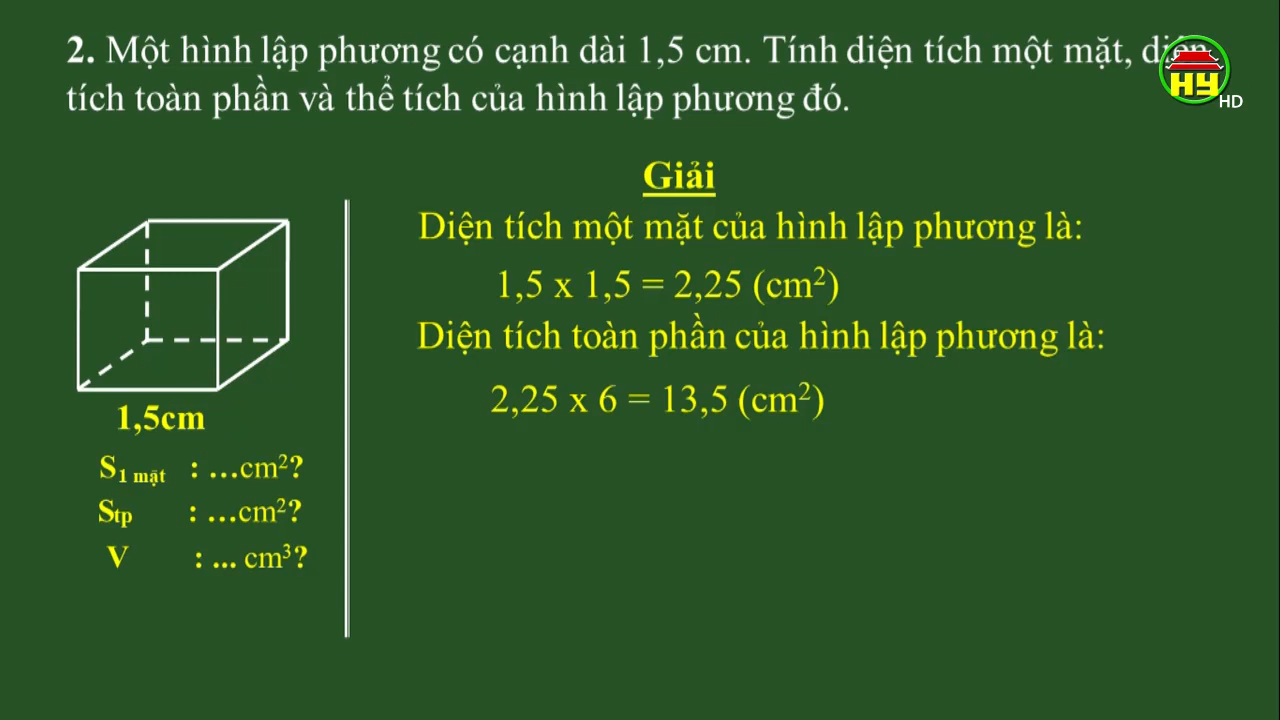 2. Một hình lập phương có cạnh dài 1,5 cm. Tính diện tích một mặt, diện
tích toàn phần và thể tích của hình lập phương đó.
HY
HD
Giải
Diện tích một mặt của hình lập phương là:
1,5 x 1,5 = 2,25 (cm²)
Diện tích toàn phần của hình lập phương là:
2,25 x 6 = 13,5 (cm²)
1,5cm
S1 mặt : …cm²?
Stp : …cm²?
V : ... cm³?